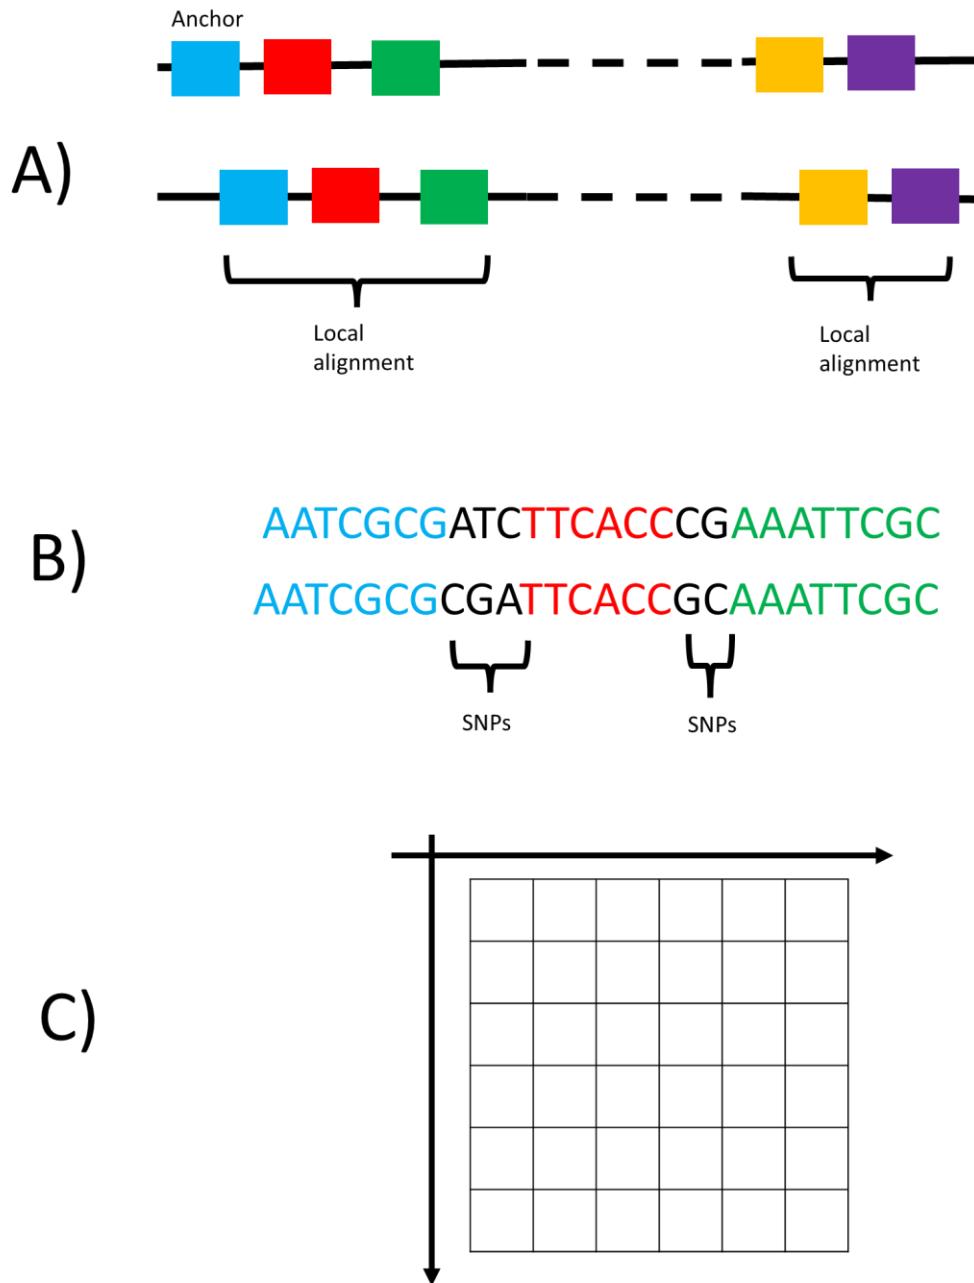 Anchor
A)
Local
alignment
Local
alignment
B)
AATCGCGATCTTCACCCGAAATTCGC
AATCGCGCGATTCACCGCAAATTCGC
SNPs
SNPs
C)